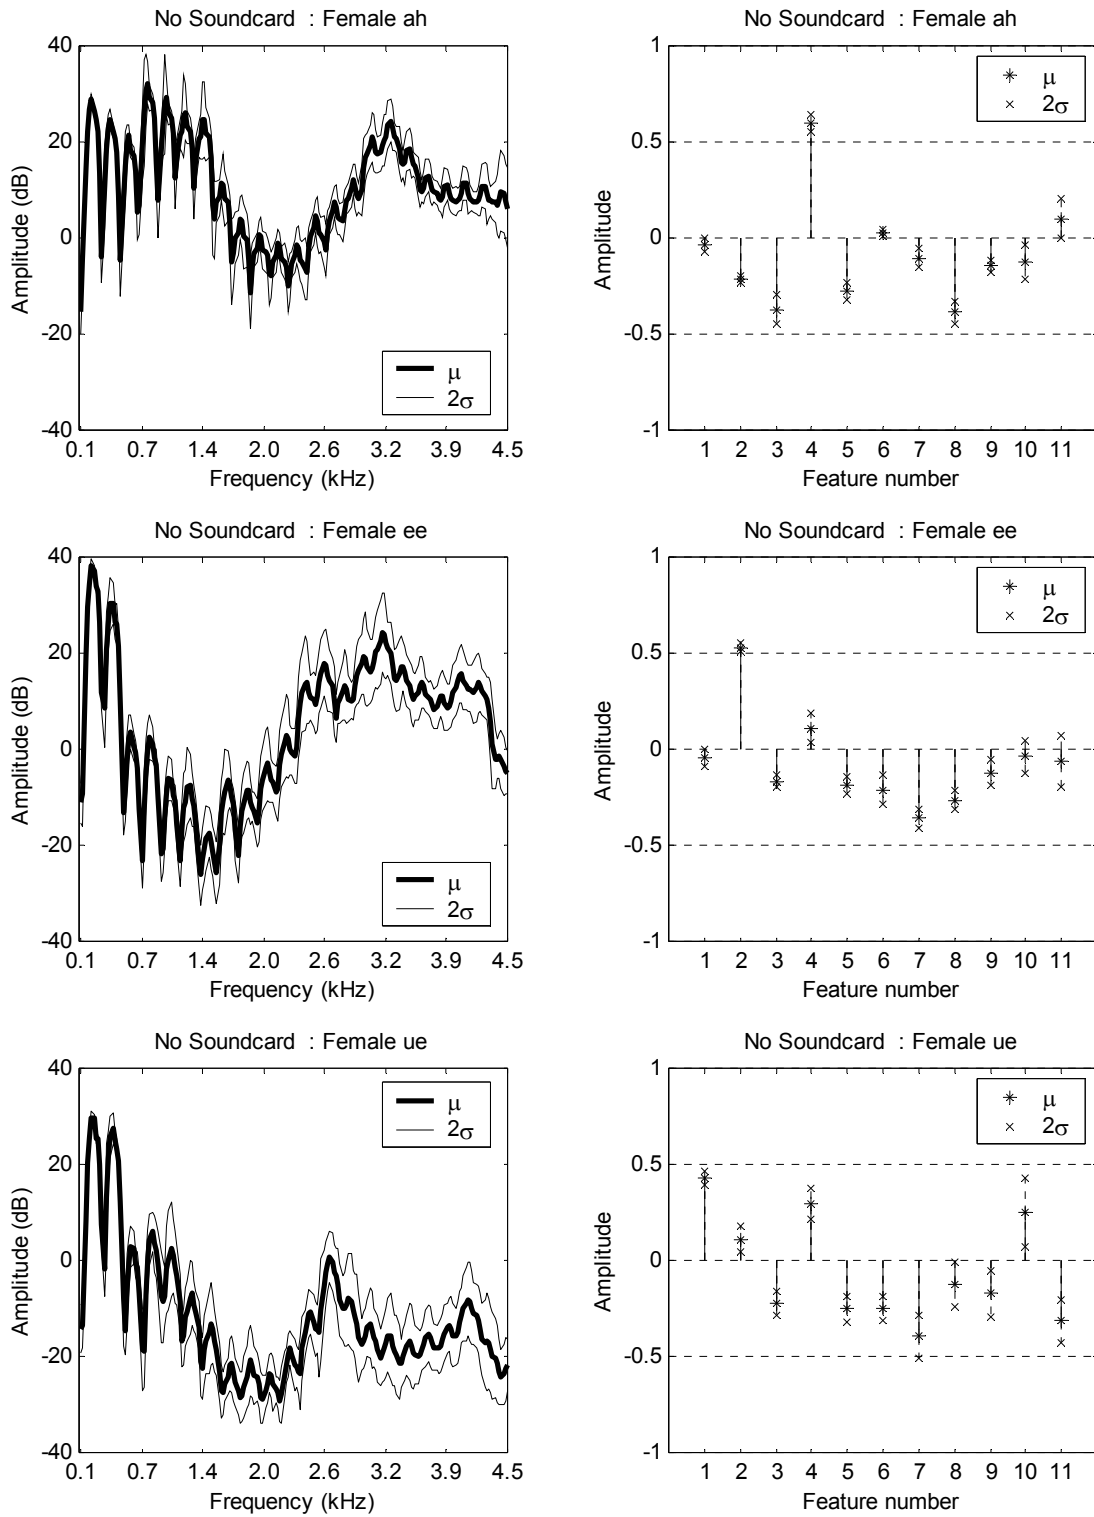 No Soundcard : Female ah
40
20
0
-20
-40
Amplitude (dB)
μ
2σ
0.1 0.7 1.4 2.0 2.6 3.2 3.9 4.5
Frequency (kHz)
No Soundcard : Female ah
1
0.5
0
-0.5
-1
Amplitude
μ
2σ
1 2 3 4 5 6 7 8 9 10 11
Feature number
No Soundcard : Female ee
40
20
0
-20
-40
Amplitude (dB)
μ
2σ
0.1 0.7 1.4 2.0 2.6 3.2 3.9 4.5
Frequency (kHz)
No Soundcard : Female ee
1
0.5
0
-0.5
-1
Amplitude
μ
2σ
1 2 3 4 5 6 7 8 9 10 11
Feature number
No Soundcard : Female ue
40
20
0
-20
-40
Amplitude (dB)
μ
2σ
0.1 0.7 1.4 2.0 2.6 3.2 3.9 4.5
Frequency (kHz)
No Soundcard : Female ue
1
0.5
0
-0.5
-1
Amplitude
μ
2σ
1 2 3 4 5 6 7 8 9 10 11
Feature number